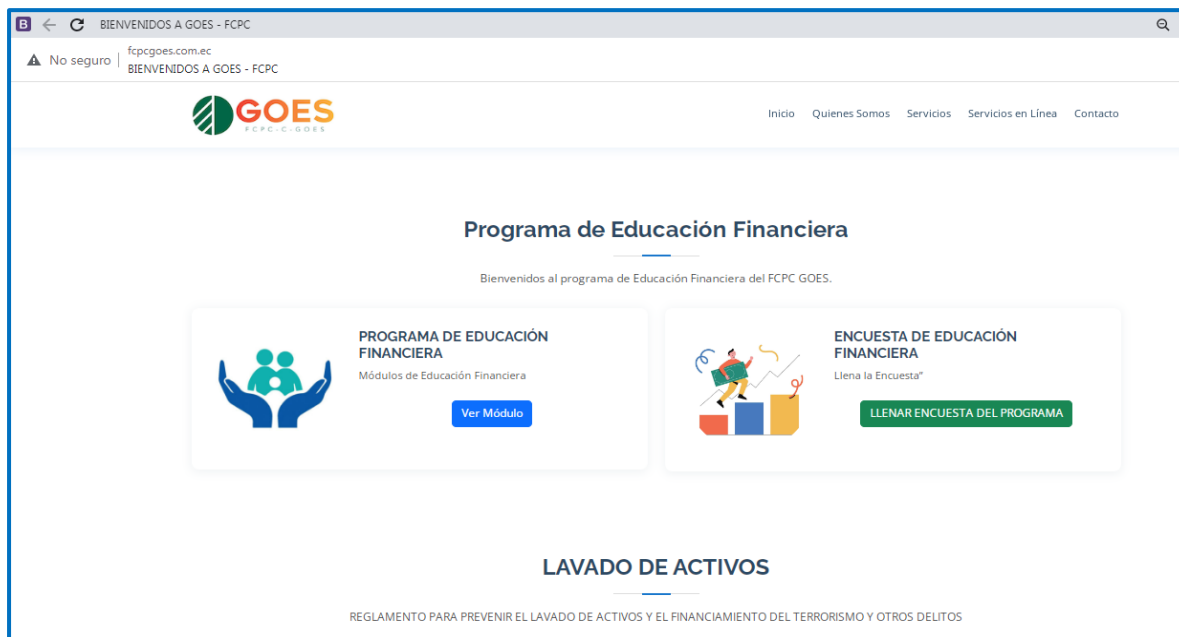 BIENVENIDOS A GOES - FCPC
No seguro
fcpcgoes.com.ec
BIENVENIDOS A GOES - FCPC
GOES
FCPC-C.GOES
Inicio Quienes Somos Servicios Servicios en Línea Contacto
Programa de Educación Financiera
Bienvenidos al programa de Educación Financiera del FCPC GOES.
PROGRAMA DE EDUCACIÓN
FINANCIERA
Módulos de Educación Financiera
Ver Módulo
ENCUESTA DE EDUCACIÓN
FINANCIERA
Llena la Encuesta"
LLENAR ENCUESTA DEL PROGRAMA
LAVADO DE ACTIVOS
REGLAMENTO PARA PREVENIR EL LAVADO DE ACTIVOS Y EL FINANCIAMIENTO DEL TERRORISMO Y OTROS DELITOS